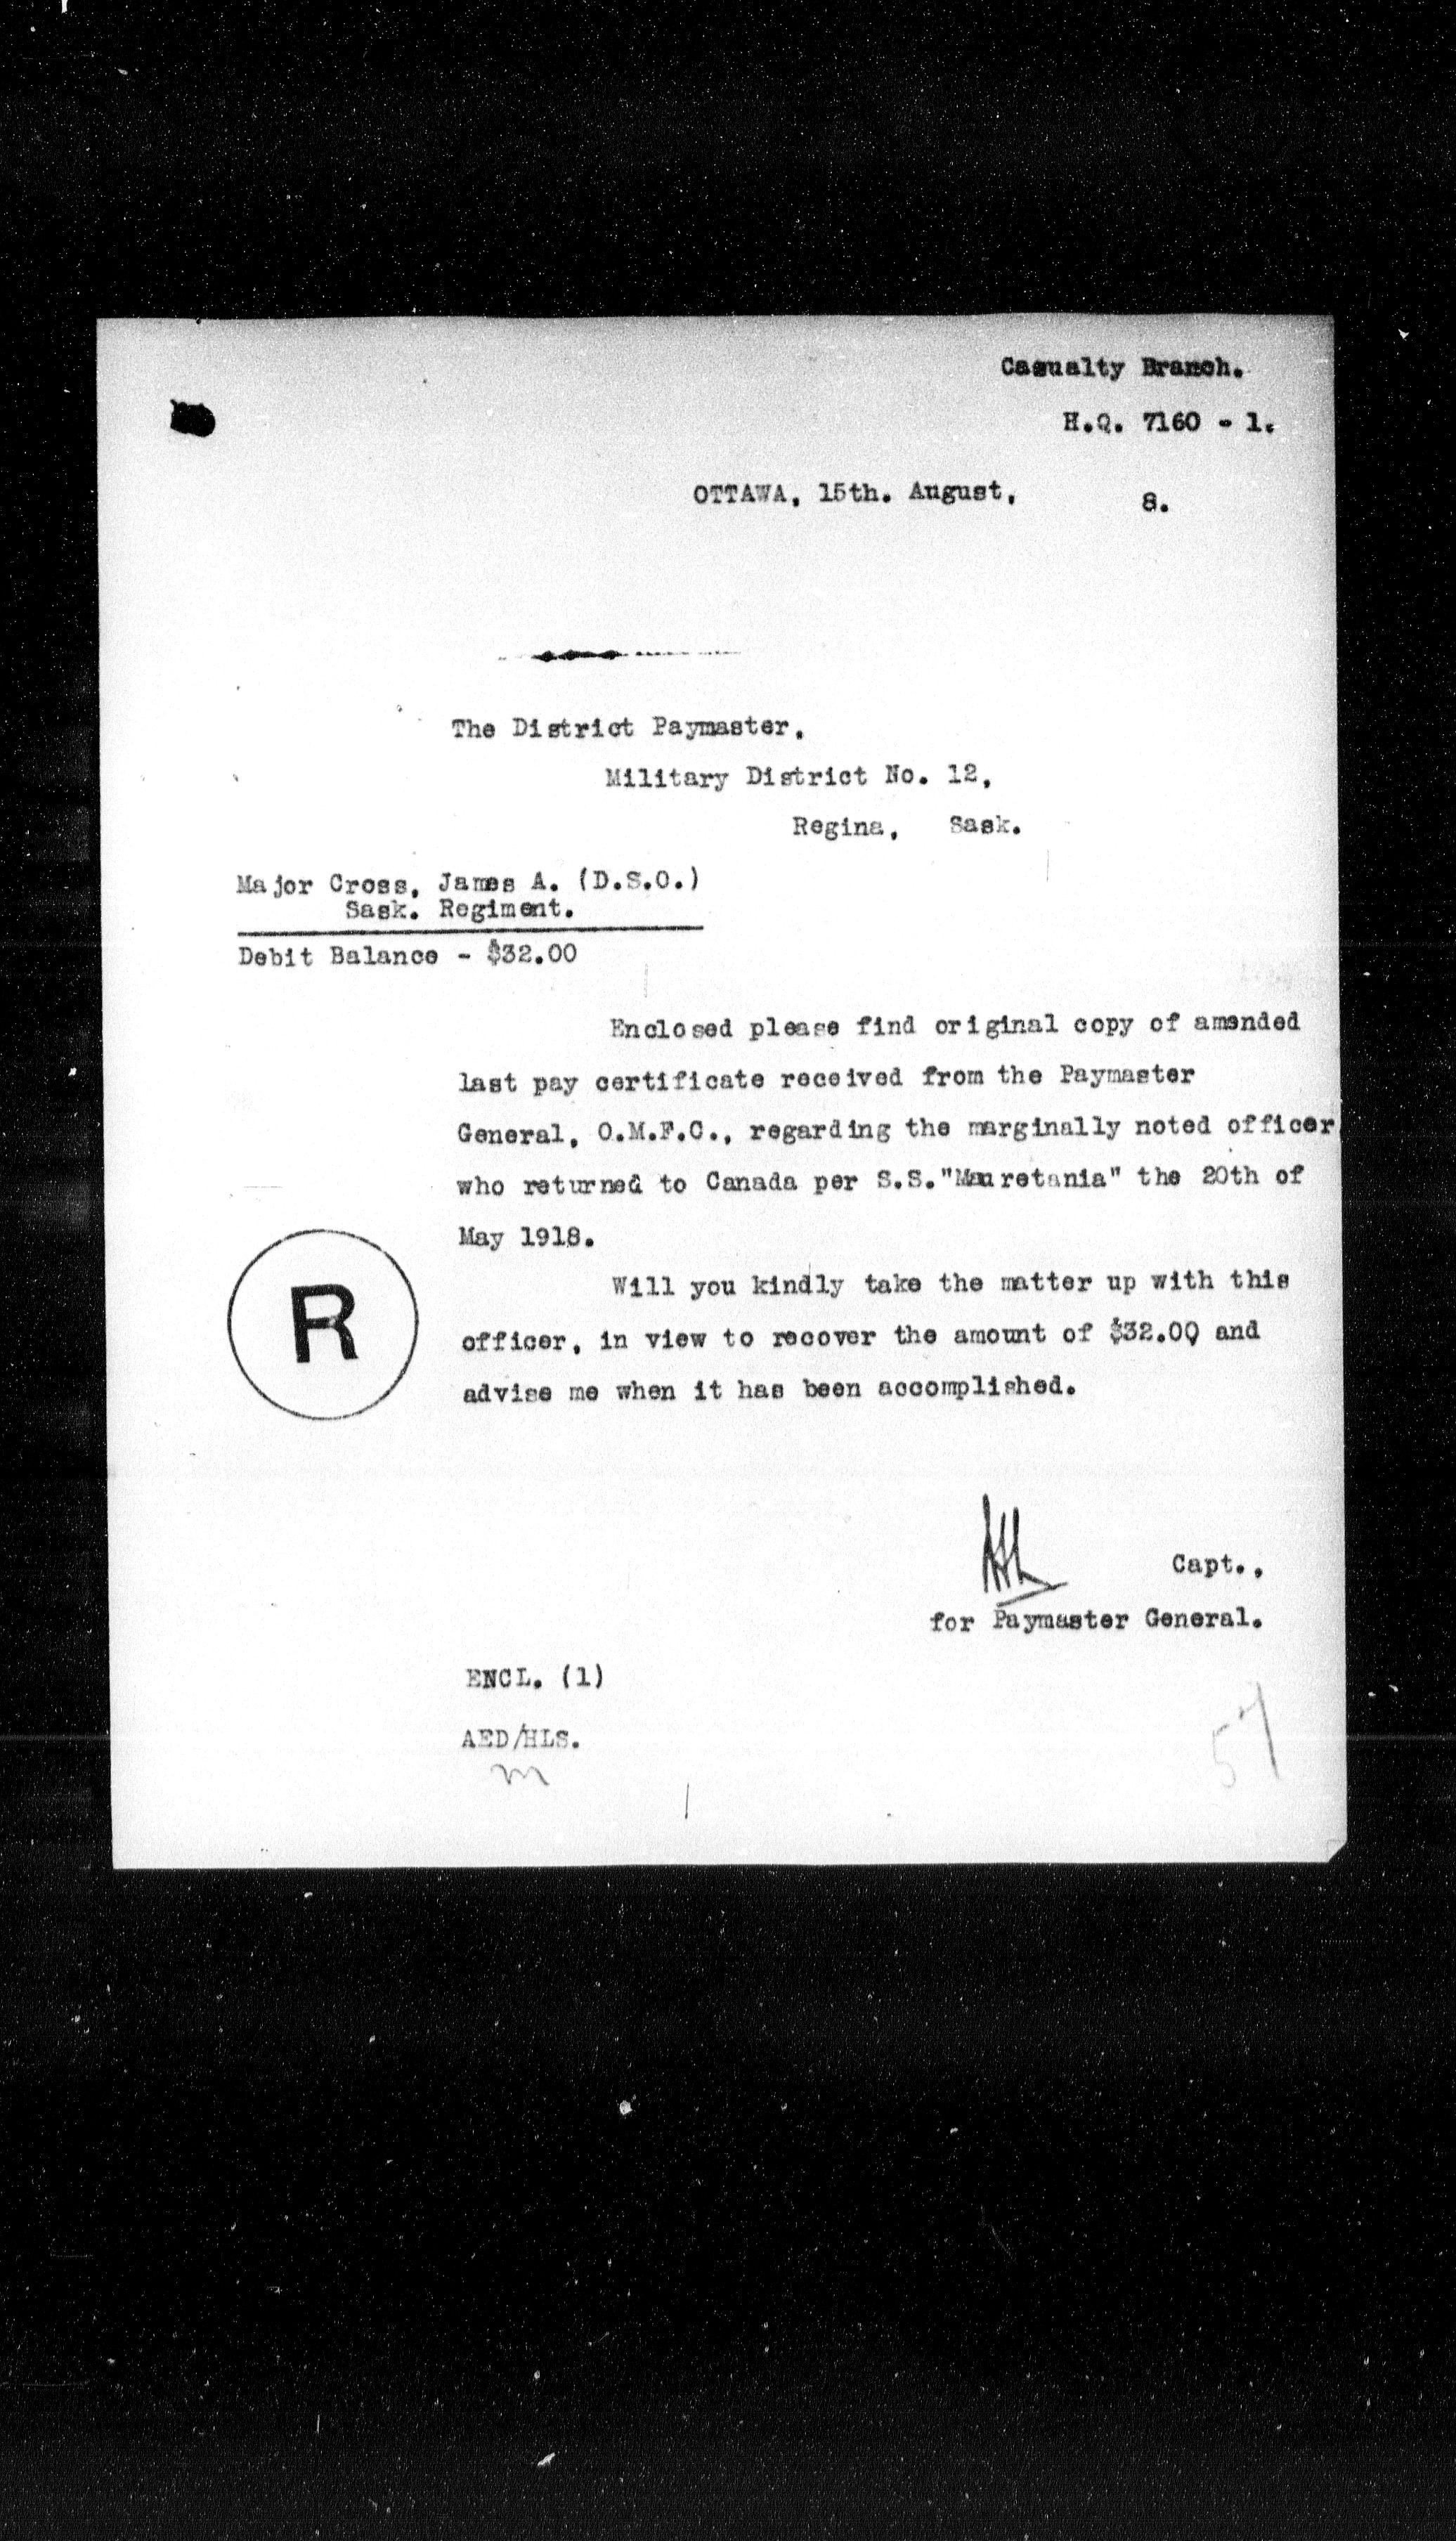 Casualty Branch.
H.Q. 7160 - 1.
OTTAWA, 15th. August, 8.
The District Paymaster,
Military District No. 12,
Regina, Sask.
Major Cross, James A. (D.S.O.)
Sask. Regiment.
Debit Balance - $32.00
Enclosed please find original copy of amended
last pay certificate received from the Paymaster
General, O.M.F.C., regarding the marginally noted officer
who returned to Canada per S.S."Mauretania" the 20th of
May 1918.
R
Will you kindly take the matter up with this
officer, in view to recover the amount of $32.00 and
advise me when it has been accomplished.
Capt.,
for Paymaster General.
ENCL. (1)
AED/HLS.
57